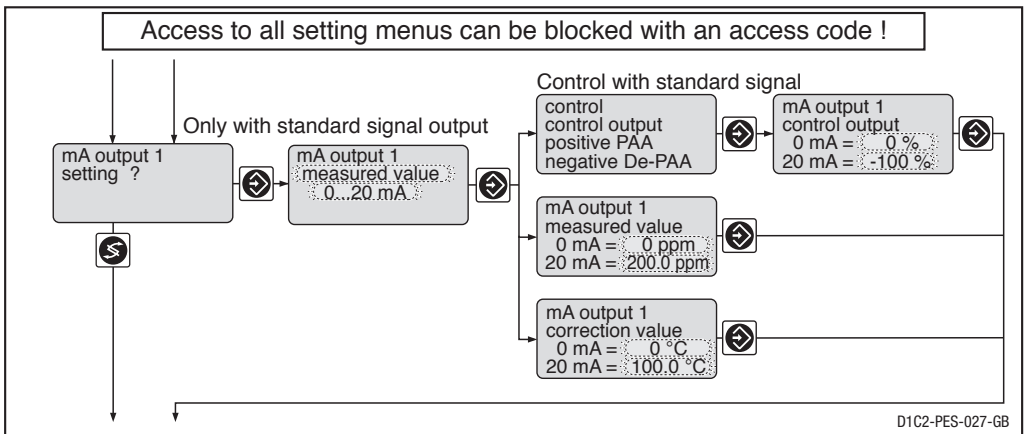 Access to all setting menus can be blocked with an access code !
Only with standard signal output
Control with standard signal
mA output 1
setting ?
mA output 1
measured value
0...20 mA
control
control output
positive PAA
negative De-PAA
mA output 1
control output
0 mA = 0 %
20 mA = -100 %
mA output 1
measured value
0 mA = 0 ppm
20 mA = 200.0 ppm
mA output 1
correction value
0 mA = 0 °C
20 mA = 100.0 °C
D1C2-PES-027-GB